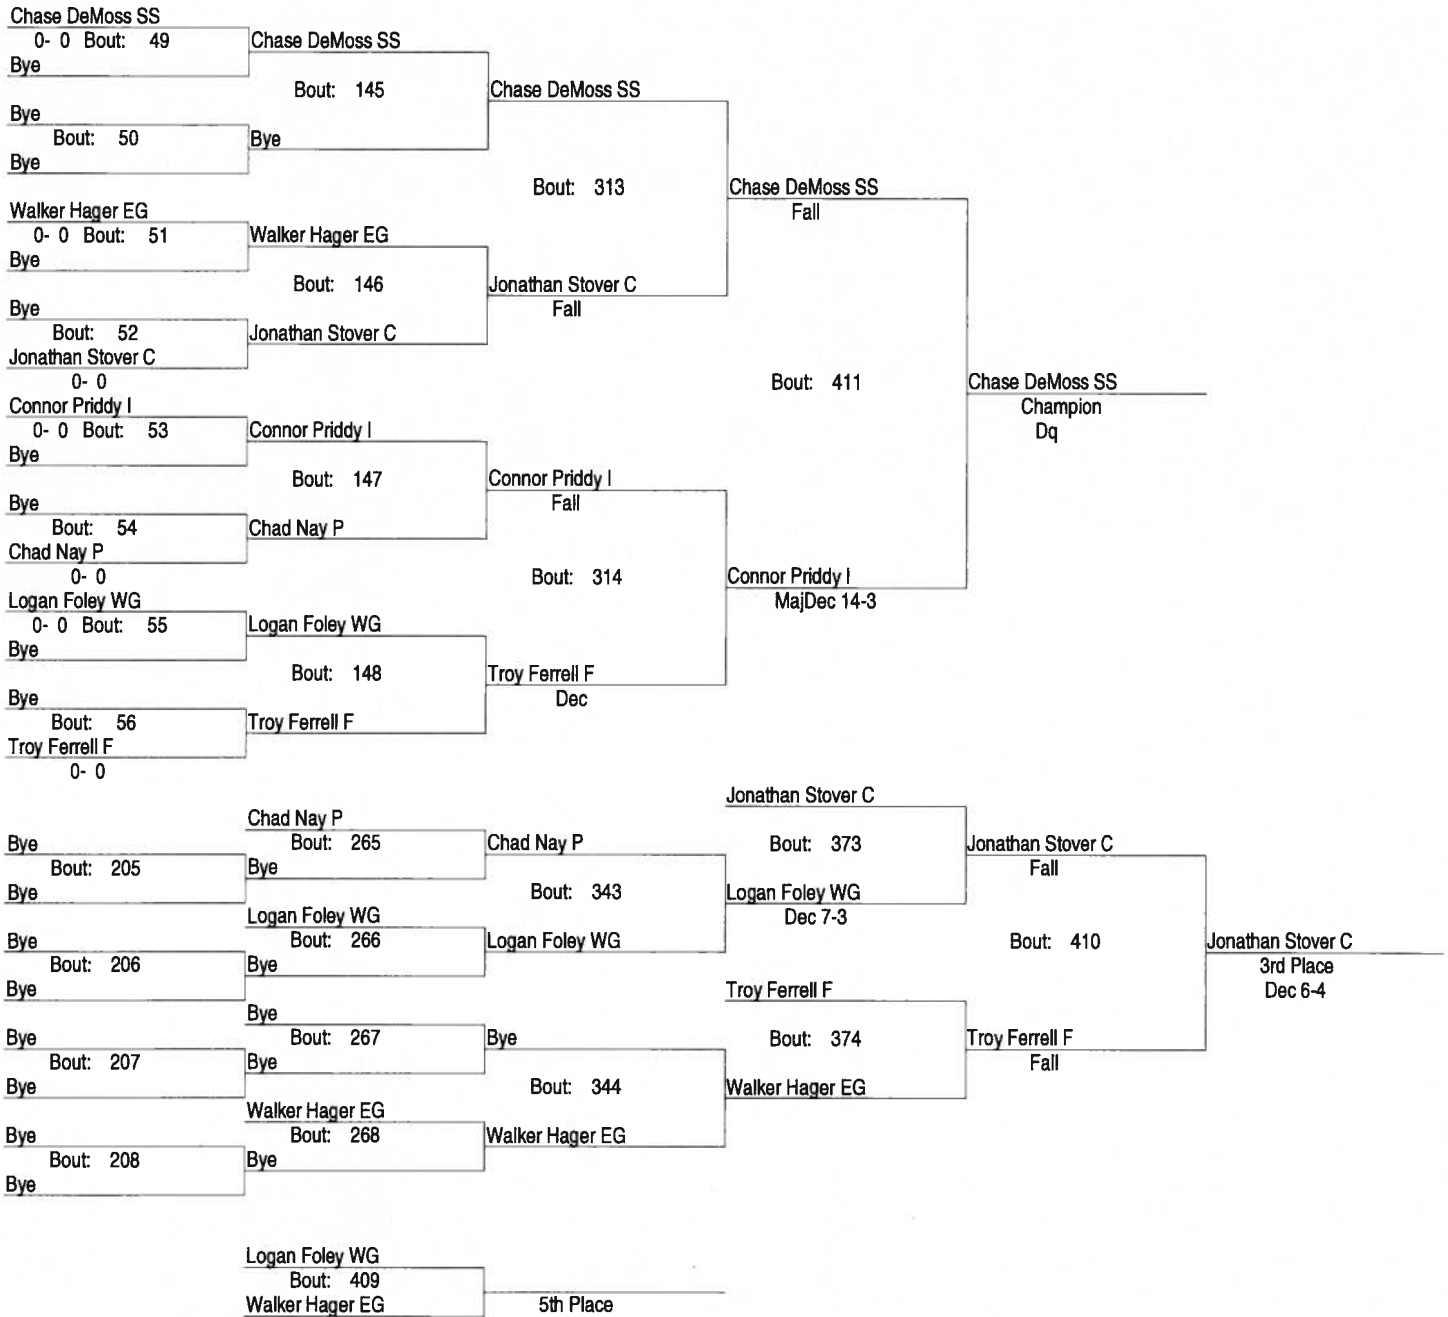 Chase DeMoss SS
0- 0 Bout: 49
Bye
Bye
Bout: 50
Bye
Walker Hager EG
0- 0 Bout: 51
Bye
Bye
Bout: 52
Jonathan Stover C
0- 0
Connor Priddy I
0- 0 Bout: 53
Bye
Bye
Bout: 54
Chad Nay P
0- 0
Logan Foley WG
0- 0 Bout: 55
Bye
Bye
Bout: 56
Troy Ferrell F
0- 0
Chase DeMoss SS
Bout: 145
Bye
Walker Hager EG
Bout: 146
Jonathan Stover C
Connor Priddy I
Bout: 147
Chad Nay P
Logan Foley WG
Bout: 148
Troy Ferrell F
Chase DeMoss SS
Bout: 313
Jonathan Stover C
Fall
Connor Priddy I
Fall
Bout: 314
Troy Ferrell F
Dec
Chase DeMoss SS
Fall
Bout: 411
Connor Priddy I
MajDec 14-3
Chase DeMoss SS
Champion
Dq
Bye
Bout: 205
Bye
Bye
Bout: 206
Bye
Bye
Bout: 207
Bye
Bye
Bout: 208
Bye
Chad Nay P
Bout: 265
Bye
Logan Foley WG
Bout: 266
Bye
Bye
Bout: 267
Bye
Walker Hager EG
Bout: 268
Bye
Chad Nay P
Bout: 343
Logan Foley WG
Bye
Bout: 344
Walker Hager EG
Jonathan Stover C
Bout: 373
Logan Foley WG
Dec 7-3
Troy Ferrell F
Bout: 374
Walker Hager EG
Jonathan Stover C
Fall
Bout: 410
Troy Ferrell F
Fall
Jonathan Stover C
3rd Place
Dec 6-4
Logan Foley WG
Bout: 409
Walker Hager EG
5th Place